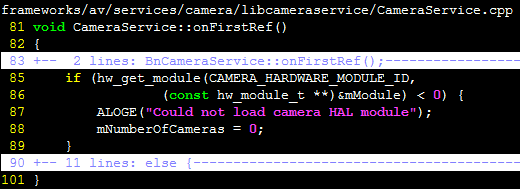 frameworks/av/services/camera/libcameraservice/CameraService.cpp
81 void CameraService::onFirstRef()
82 {
83 +--  2 lines: BnCameraService::onFirstRef();-----------------
85     if (hw_get_module(CAMERA_HARDWARE_MODULE_ID,
86                 (const hw_module_t **)&mModule) < 0) {
87         ALOGE("Could not load camera HAL module");
88         mNumberOfCameras = 0;
89     }
90 +-- 11 lines: else {------------------------------------------
101 }